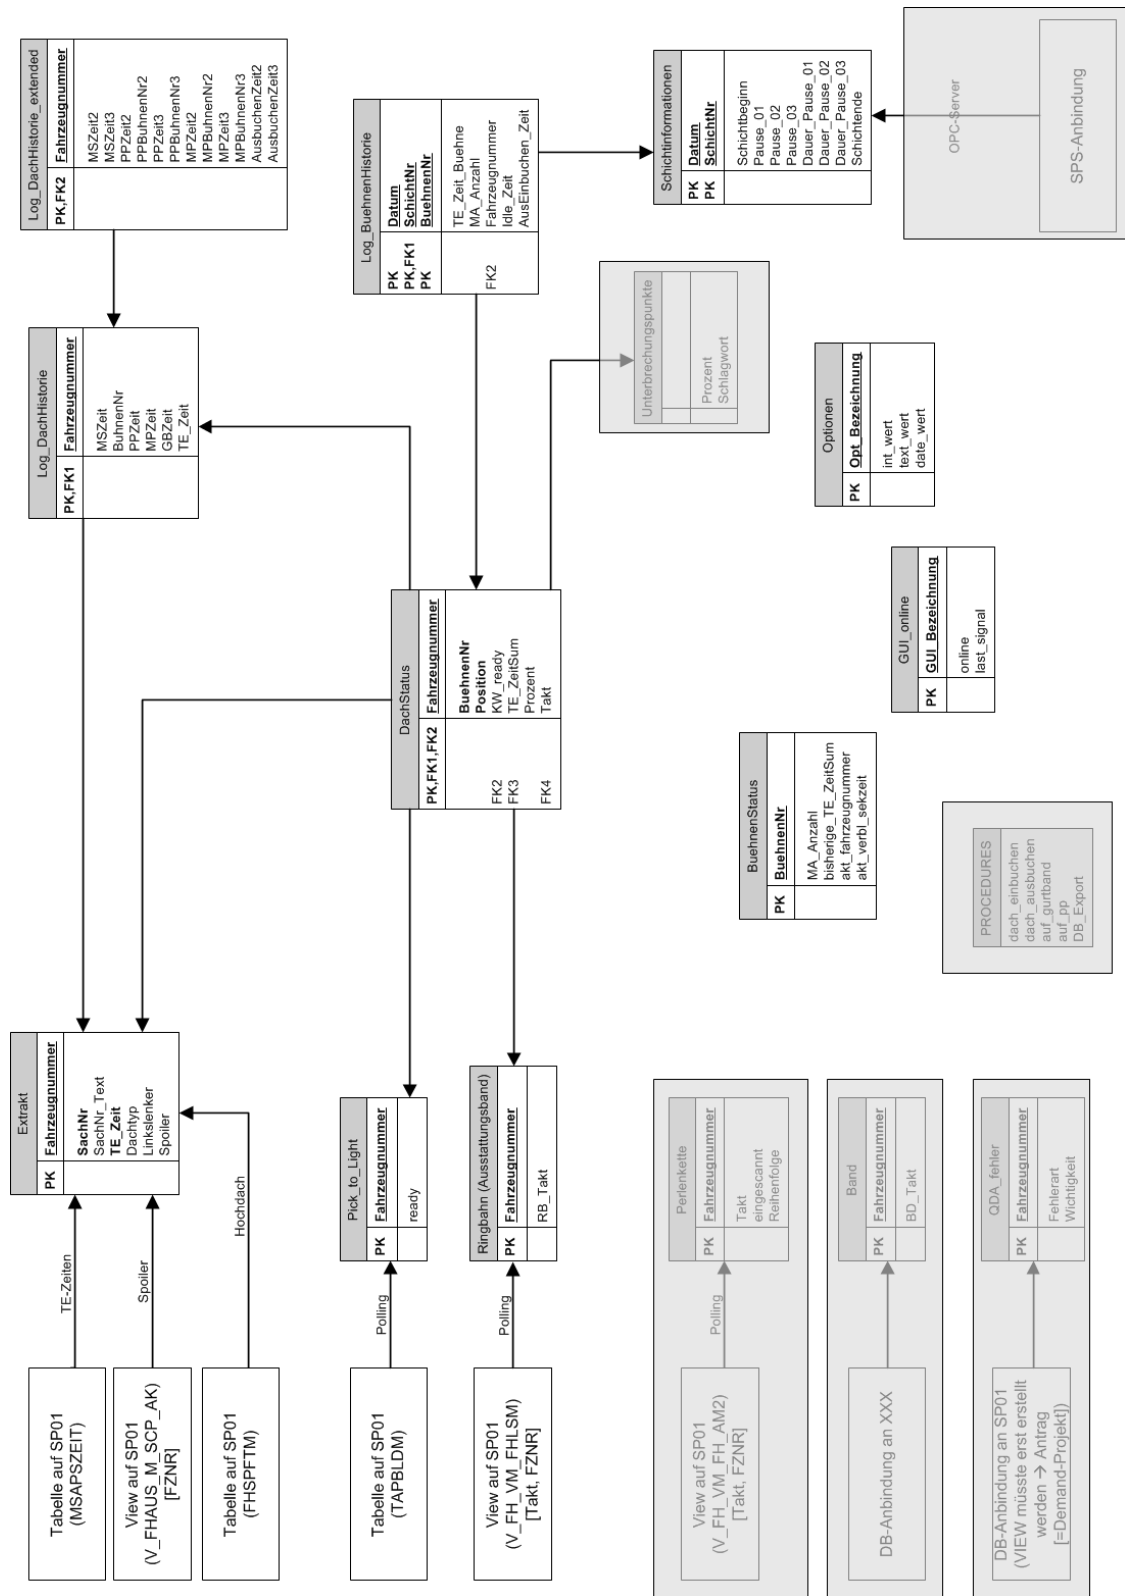 Tabelle auf SP01
(MSAPSZEIT)
View auf SP01
(V_FHAUS_M_SCP_AK)
[FZNR]
Tabelle auf SP01
(FHSPFTM)
TE-Zeiten
Spoiler
Hochdach
Extrakt
PK Fahrzeugnummer
SachNr
SachNr_Text
TE_Zeit
Dachtyp
Linkslenker
Spoiler
Log_DachHistorie
PK,FK1 Fahrzeugnummer
MSZeit
BuhnenNr
PPZeit
MPZeit
GBZeit
TE_Zeit
Log_DachHistorie_extended
PK,FK2 Fahrzeugnummer
MSZeit2
MSZeit3
PPZeit2
PPBuhnenNr2
PPZeit3
PPBuhnenNr3
MPZeit2
MPBuhnenNr2
MPZeit3
MPBuhnenNr3
AusbuchenZeit2
AusbuchenZeit3
Tabelle auf SP01
(TAPBLDM)
Polling
Pick_to_Light
PK Fahrzeugnummer
ready
View auf SP01
(V_FH_VM_FHLSM)
[Takt, FZNR]
Polling
Ringbahn (Ausstattungsband)
PK Fahrzeugnummer
RB_Takt
DachStatus
PK,FK1,FK2 Fahrzeugnummer
BuehnenNr
Position
FK2 KW_ready
FK3 TE_ZeitSum
Prozent
FK4 Takt
Log_BuehnenHistorie
PK Datum
PK,FK1 SchichtNr
PK BuehnenNr
TE_Zeit_Buehne
MA_Anzahl
FK2 Fahrzeugnummer
Idle_Zeit
AusEinbuchen_Zeit
Unterbrechungspunkte
Prozent
Schlagwort
Schichtinformationen
PK Datum
PK SchichtNr
Schichtbeginn
Pause_01
Pause_02
Pause_03
Dauer_Pause_01
Dauer_Pause_02
Dauer_Pause_03
Schichtende
View auf SP01
(V_FH_VM_FH_AM2)
[Takt, FZNR]
Polling
Perlenkette
PK Fahrzeugnummer
Takt
eingescannt
Reihenfolge
BuehnenStatus
PK BuehnenNr
MA_Anzahl
bisherige_TE_ZeitSum
akt_fahrzeugnummer
akt_verbl_sekzeit
Optionen
PK Opt_Bezeichnung
int_wert
text_wert
date_wert
DB-Anbindung an XXX
Band
PK Fahrzeugnummer
BD_Takt
GUI_online
PK GUI_Bezeichnung
online
last_signal
OPC-Server
SPS-Anbindung
DB-Anbindung an SP01
(VIEW müsste erst erstellt
werden → Antrag
[=Demand-Projekt])
QDA_fehler
PK Fahrzeugnummer
Fehlerart
Wichtigkeit
PROCEDURES
dach_einbuchen
dach_ausbuchen
auf_gurtband
auf_pp
DB_Export